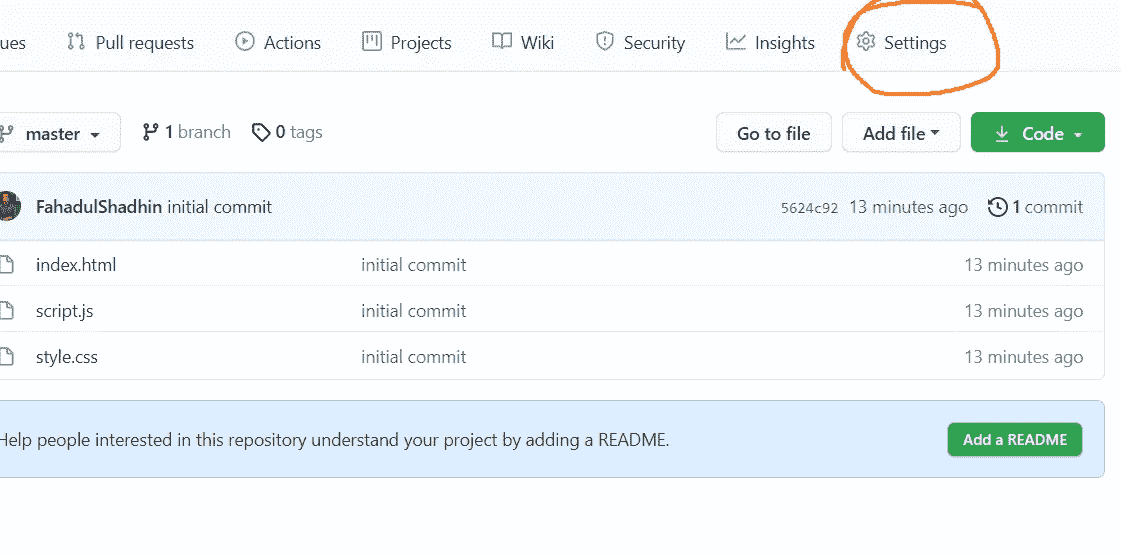 ues Pull requests Actions Projects Wiki Security Insights Settings
master 1 branch 0 tags Go to file Add file Code
FahadulShadhin initial commit 5624c92 13 minutes ago 1 commit
index.html initial commit 13 minutes ago
script.js initial commit 13 minutes ago
style.css initial commit 13 minutes ago
Help people interested in this repository understand your project by adding a README. Add a README